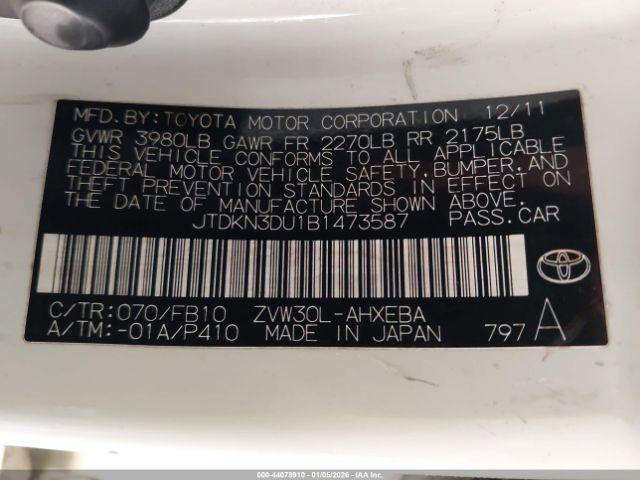 MFD. BY: TOYOTA MOTOR CORPORATION 12/11
GVWR 3980LB GAWR FR 2270LB RR 2175LB
THIS VEHICLE CONFORMS TO ALL APPLICABLE
FEDERAL MOTOR VEHICLE SAFETY, BUMPER, AND
THEFT PREVENTION STANDARDS IN EFFECT ON
THE DATE OF MANUFACTURE SHOWN ABOVE.
JTDKN3DU1B1473587 PASS. CAR
C/TR: 070/FB10 ZVW30L-AHXEBA
A/TM: -01A/P410 MADE IN JAPAN 797 A
000-44078910 - 01/05/2026 - IAA Inc.